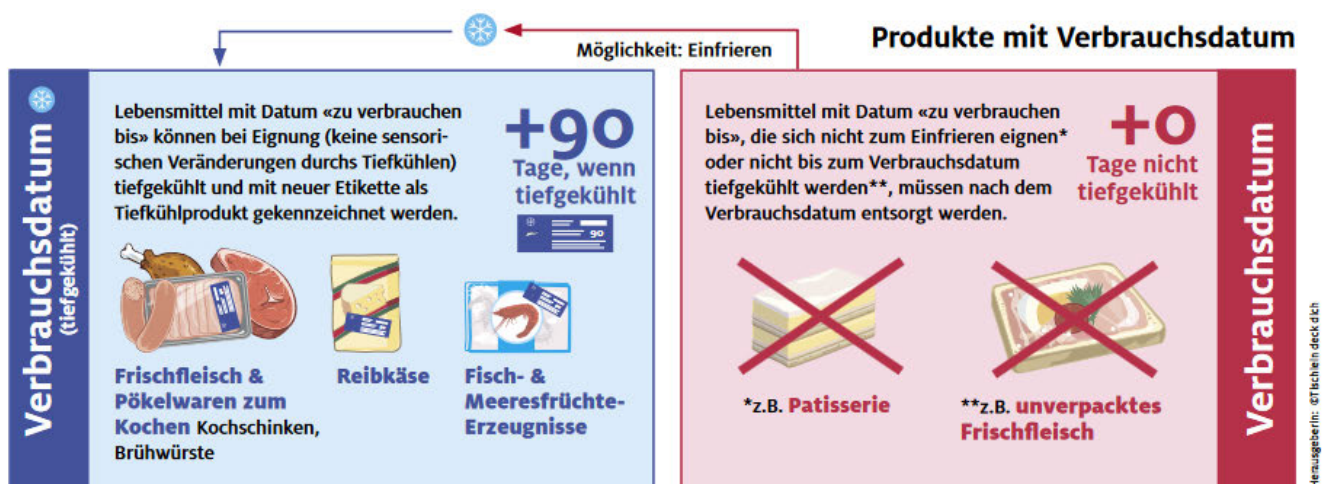 Möglichkeit: Einfrieren
Produkte mit Verbrauchsdatum
Verbrauchsdatum
(tiefgekühlt)
Lebensmittel mit Datum «zu verbrauchen
bis» können bei Eignung (keine sensori-
schen Veränderungen durchs Tiefkühlen)
tiefgekühlt und mit neuer Etikette als
Tiefkühlprodukt gekennzeichnet werden.
+90
Tage, wenn
tiefgekühlt
90
Frischfleisch &
Pökelwaren zum
Kochen Kochschinken,
Brühwürste
Reibkäse
Fisch- &
Meeresfrüchte-
Erzeugnisse
Lebensmittel mit Datum «zu verbrauchen
bis», die sich nicht zum Einfrieren eignen*
oder nicht bis zum Verbrauchsdatum
tiefgekühlt werden**, müssen nach dem
Verbrauchsdatum entsorgt werden.
+0
Tage nicht
tiefgekühlt
*z.B. Patisserie
**z.B. unverpacktes
Frischfleisch
Verbrauchsdatum
Herausgeberin: ©Tischlein deck dich